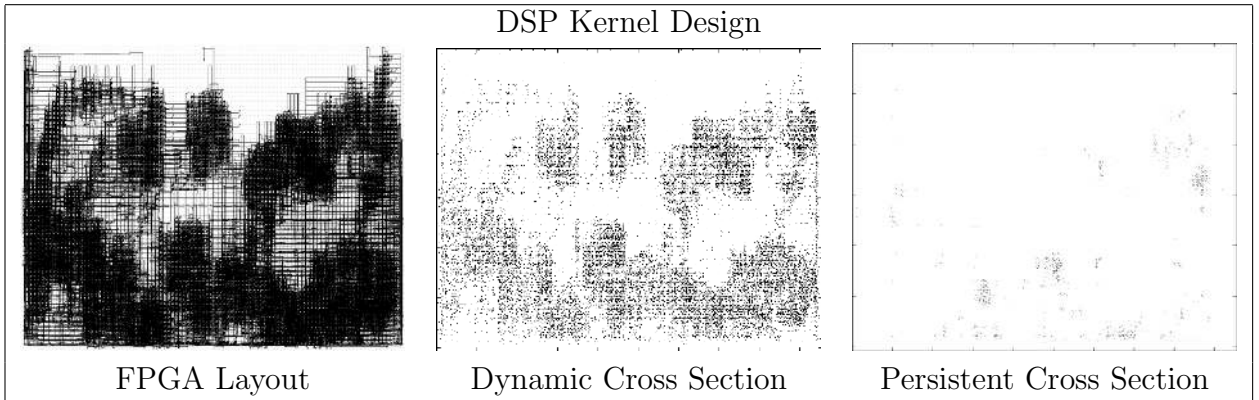 DSP Kernel Design
FPGA Layout
Dynamic Cross Section
Persistent Cross Section